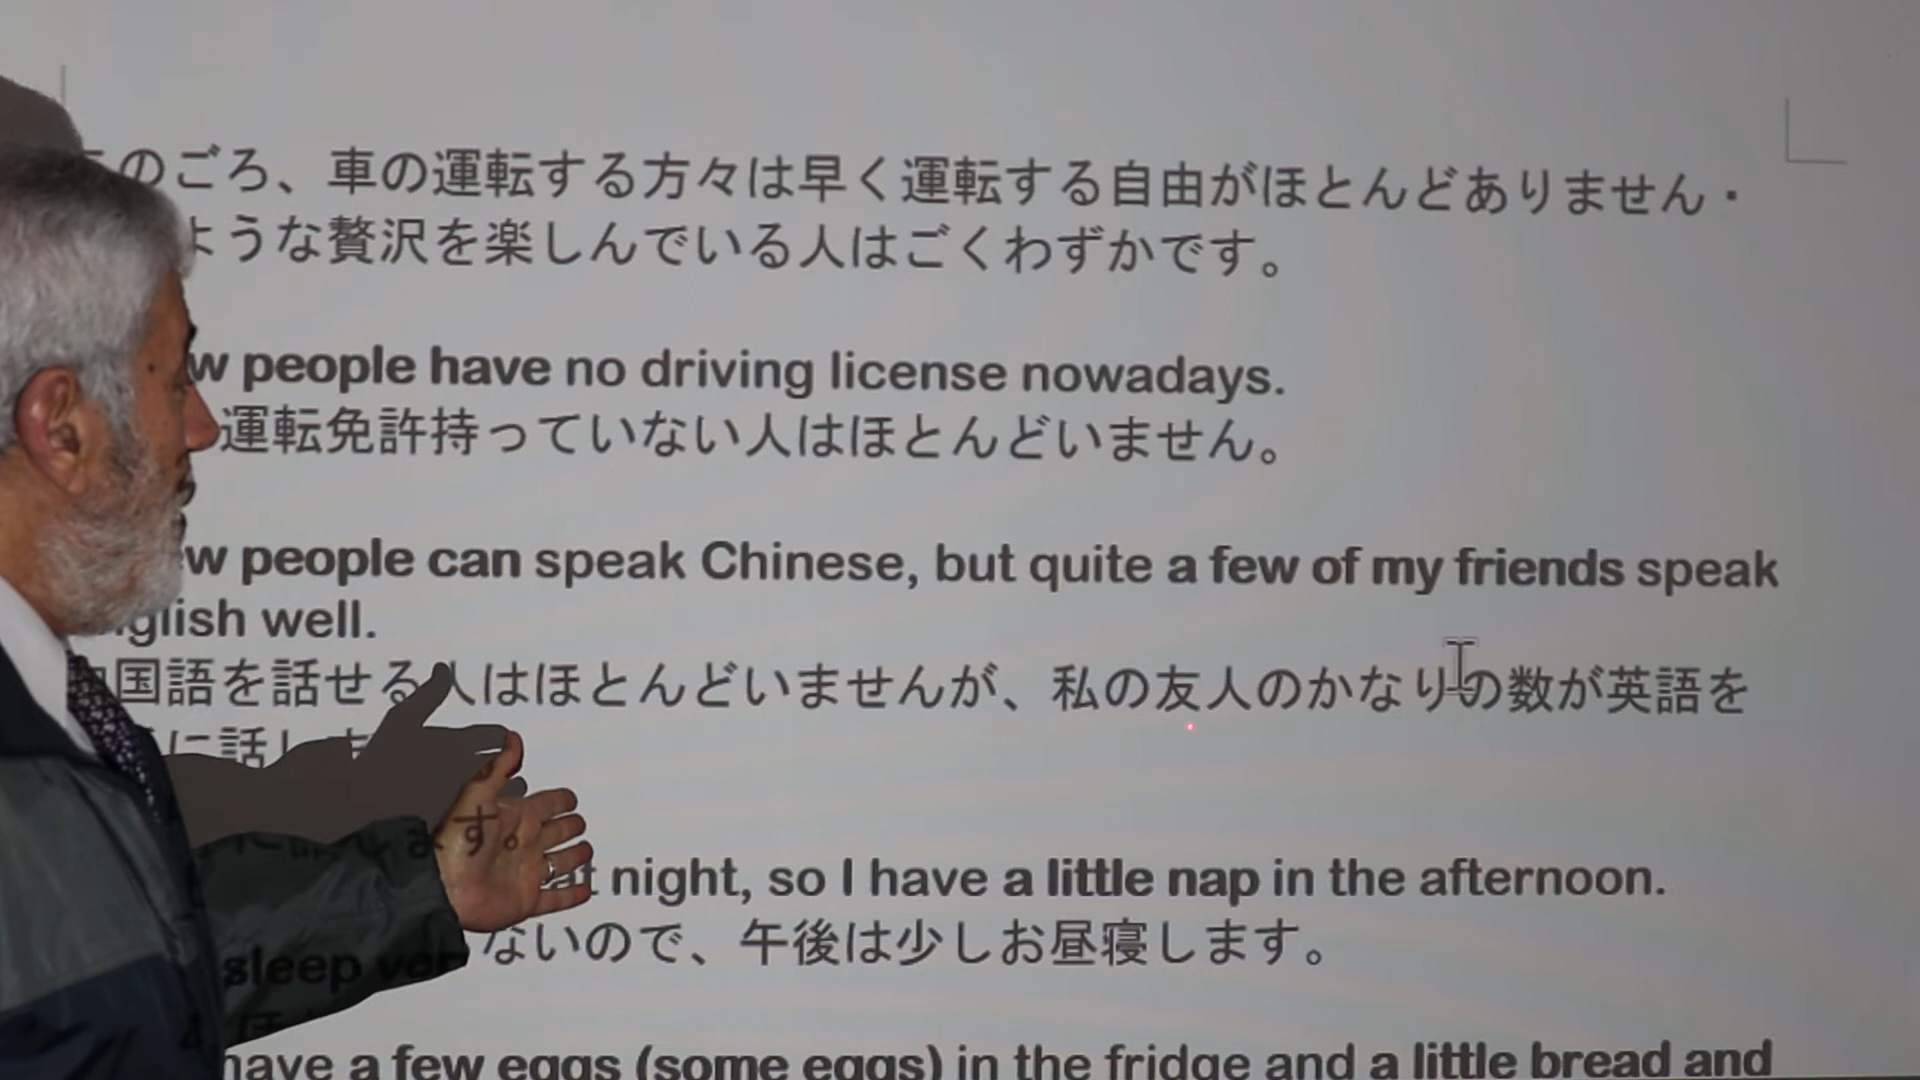 のごろ、車の運転する方々は早く運転する自由がほとんどありません・
ような贅沢を楽しんでいる人はごくわずかです。
w people have no driving license nowadays.
運転免許持っていない人はほとんどいません。
w people can speak Chinese, but quite a few of my friends speak
glish well.
国語を話せる人はほとんどいませんが、私の友人のかなりの数が英語を
に話しま
す。
at night, so I have a little nap in the afternoon.
sleep ver
ないので、午後は少しお昼寝します。
have a few eggs (some eggs) in the fridge and a little bread and